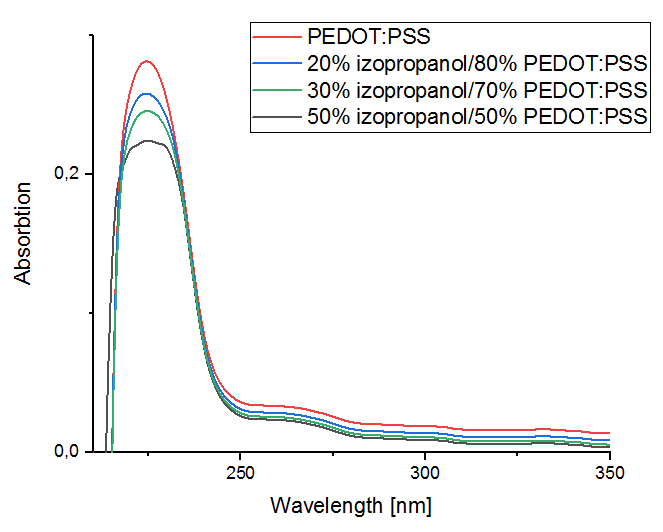 PEDOT:PSS
20% izopropanol/80% PEDOT:PSS
30% izopropanol/70% PEDOT:PSS
50% izopropanol/50% PEDOT:PSS
0,2
Absorbtion
0,0
250
300
350
Wavelength [nm]